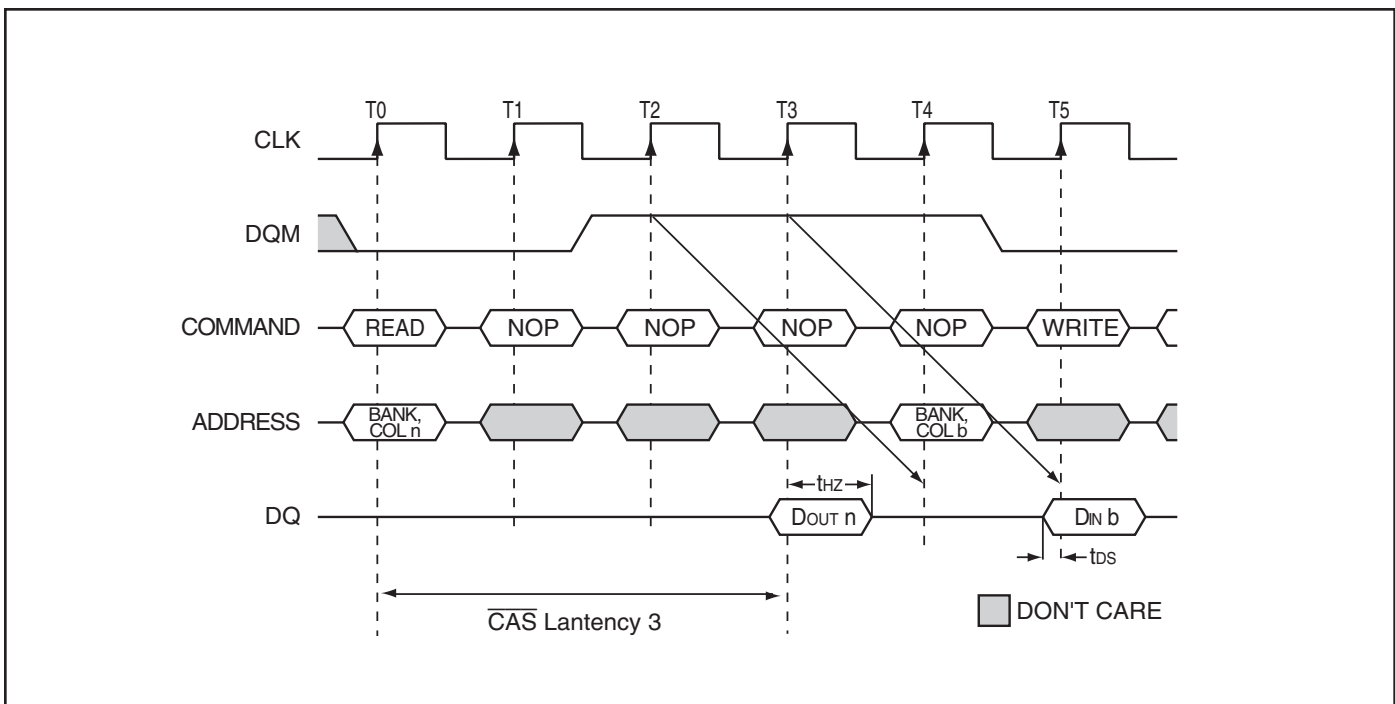 T0 T1 T2 T3 T4 T5
CLK
DQM
COMMAND READ NOP NOP NOP NOP WRITE
ADDRESS BANK, COL n BANK, COL b
tHZ
DQ DOUT n DIN b
tDS
CAS Lantency 3
DON'T CARE